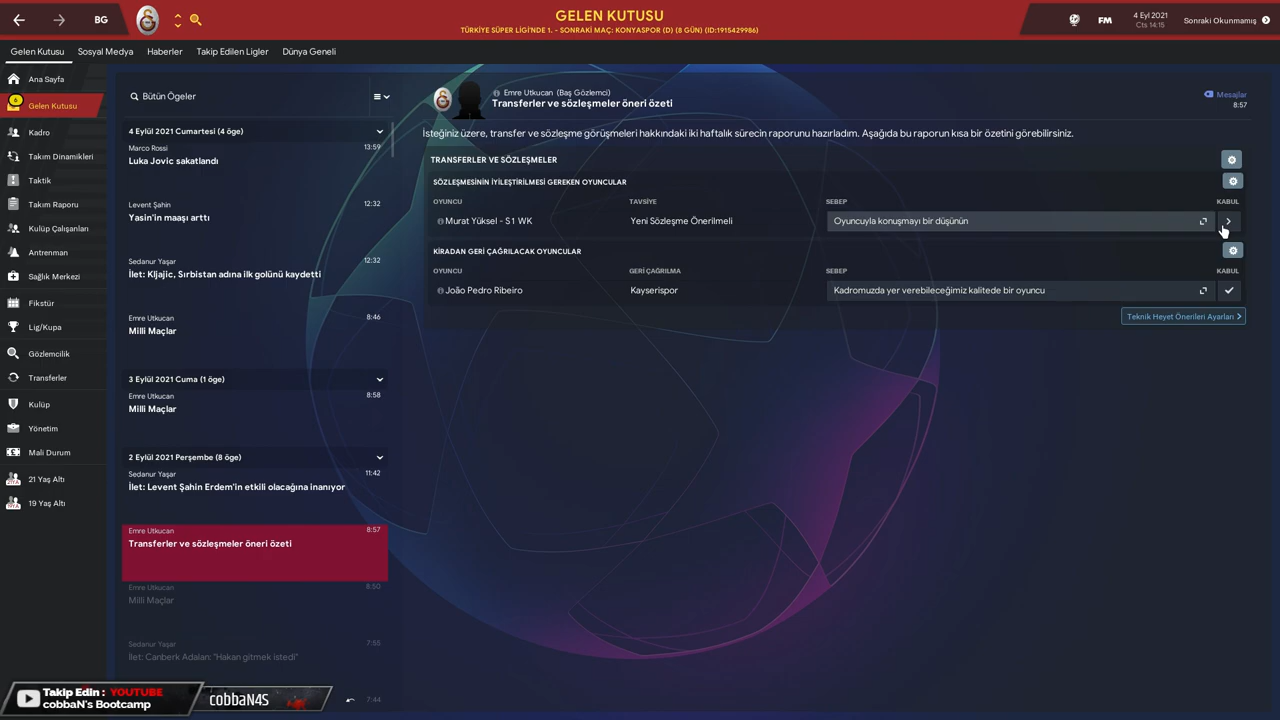 BG
GELEN KUTUSU
TÜRKİYE SÜPER LİGİ'NDE 1. - SONRAKİ MAÇ: KONYASPOR (D) (8 GÜN) (ID:1915429986)
FM
4 Eyl 2021
Cts 14:15
Sonraki Okunmamış
Gelen Kutusu
Sosyal Medya
Haberler
Takip Edilen Ligler
Dünya Geneli
Ana Sayfa
6
Gelen Kutusu
Kadro
Takım Dinamikleri
Taktik
Takım Raporu
Kulüp Çalışanları
Antrenman
Sağlık Merkezi
Fikstür
Lig/Kupa
Gözlemcilik
Transferler
Kulüp
Yönetim
Mali Durum
21 Yaş Altı
19 Yaş Altı
Bütün Ögeler
4 Eylül 2021 Cumartesi (4 öge)
Marco Rossi
13:59
Luka Jovic sakatlandı
Levent Şahin
12:32
Yasin'in maaşı arttı
Sedanur Yaşar
12:32
İlet: Kljajic, Sırbistan adına ilk golünü kaydetti
Emre Utkucan
8:46
Milli Maçlar
3 Eylül 2021 Cuma (1 öge)
Emre Utkucan
8:58
Milli Maçlar
2 Eylül 2021 Perşembe (8 öge)
Sedanur Yaşar
11:42
İlet: Levent Şahin Erdem'in etkili olacağına inanıyor
Emre Utkucan
8:57
Transferler ve sözleşmeler öneri özeti
Emre Utkucan
8:50
Milli Maçlar
Sedanur Yaşar
7:55
İlet: Canberk Adaları: "Hakan gitmek istedi"
7:44
Emre Utkucan (Baş Gözlemci)
Transferler ve sözleşmeler öneri özeti
Mesajlar
8:57
İsteğiniz üzere, transfer ve sözleşme görüşmeleri hakkındaki iki haftalık sürecin raporunu hazırladım. Aşağıda bu raporun kısa bir özetini görebilirsiniz.
TRANSFERLER VE SÖZLEŞMELER
SÖZLEŞMESİNİN İYİLEŞTİRİLMESİ GEREKEN OYUNCULAR
OYUNCU
TAVSİYE
SEBEP
KABUL
Murat Yüksel - S1 WK
Yeni Sözleşme Önerilmeli
Oyuncuyla konuşmayı bir düşünün
KİRADAN GERİ ÇAĞRILACAK OYUNCULAR
OYUNCU
GERİ ÇAĞRILMA
SEBEP
KABUL
João Pedro Ribeiro
Kayserispor
Kadromuzda yer verebileceğimiz kalitede bir oyuncu
Teknik Heyet Önerileri Ayarları
Takip Edin : YOUTUBE
cobbaN's Bootcamp
cobbaN4S